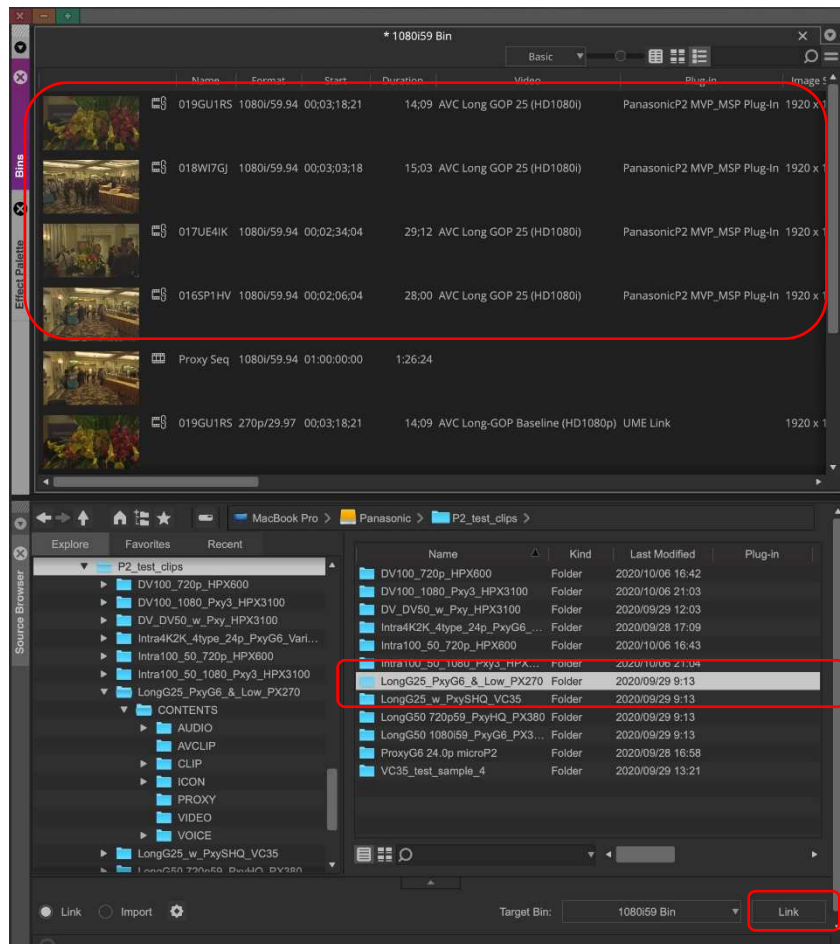 * 1080i59 Bin
Basic
Name Format Start Duration Video Plug-in Image S
019GU1RS 1080i/59.94 00;03;18;21 14;09 AVC Long GOP 25 (HD1080i) PanasonicP2 MVP_MSP Plug-In 1920 x 1
018WI7GJ 1080i/59.94 00;03;03;18 15;03 AVC Long GOP 25 (HD1080i) PanasonicP2 MVP_MSP Plug-In 1920 x 1
Bins
017UE4IK 1080i/59.94 00;02;34;04 29;12 AVC Long GOP 25 (HD1080i) PanasonicP2 MVP_MSP Plug-In 1920 x 1
Effect Palette
016SP1HV 1080i/59.94 00;02;06;04 28;00 AVC Long GOP 25 (HD1080i) PanasonicP2 MVP_MSP Plug-In 1920 x 1
Proxy Seq 1080i/59.94 01:00:00:00 1:26:24
019GU1RS 270p/29.97 00;03;18;21 14;09 AVC Long-GOP Baseline (HD1080p) UME Link 1920 x 1
MacBook Pro > Panasonic > P2_test_clips >
Source Browser
Explore Favorites Recent
P2_test_clips
DV100_720p_HPX600
DV100_1080_Pxy3_HPX3100
DV_DV50_w_Pxy_HPX3100
Intra4K2K_4type_24p_PxyG6_Vari...
Intra100_50_720p_HPX600
Intra100_50_1080_Pxy3_HPX3100
LongG25_PxyG6_&_Low_PX270
CONTENTS
AUDIO
AVCLIP
CLIP
ICON
PROXY
VIDEO
VOICE
LongG25_w_PxySHQ_VC35
LongG50 720p59_PxyHQ_PX380
Name Kind Last Modified Plug-in
DV100_720p_HPX600 Folder 2020/10/06 16:42
DV100_1080_Pxy3_HPX3100 Folder 2020/10/06 21:03
DV_DV50_w_Pxy_HPX3100 Folder 2020/09/29 12:03
Intra4K2K_4type_24p_PxyG6_... Folder 2020/09/28 17:09
Intra100_50_720p_HPX600 Folder 2020/10/06 16:43
Intra100_50_1080_Pxy3_HPX... Folder 2020/10/06 21:04
LongG25_PxyG6_&_Low_PX270 Folder 2020/09/29 9:13
LongG25_w_PxySHQ_VC35 Folder 2020/09/29 9:13
LongG50 720p59_PxyHQ_PX380 Folder 2020/09/29 9:13
LongG50 1080i59_PxyG6_PX3... Folder 2020/09/29 9:13
ProxyG6 24.0p microP2 Folder 2020/09/28 16:58
VC35_test_sample_4 Folder 2020/09/29 13:21
Link Import Target Bin: 1080i59 Bin Link